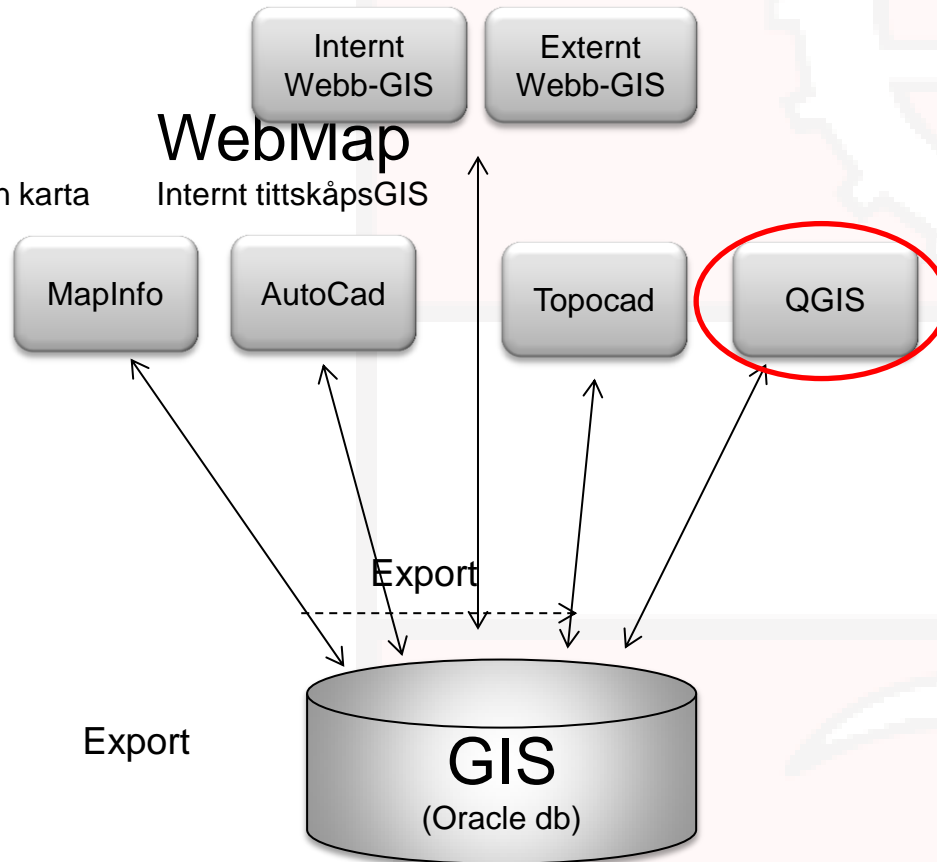 Internt
Webb-GIS
Externt
Webb-GIS
WebMap
n karta
Internt tittskåpsGIS
MapInfo
AutoCad
Topocad
QGIS
Export
Export
GIS
(Oracle db)